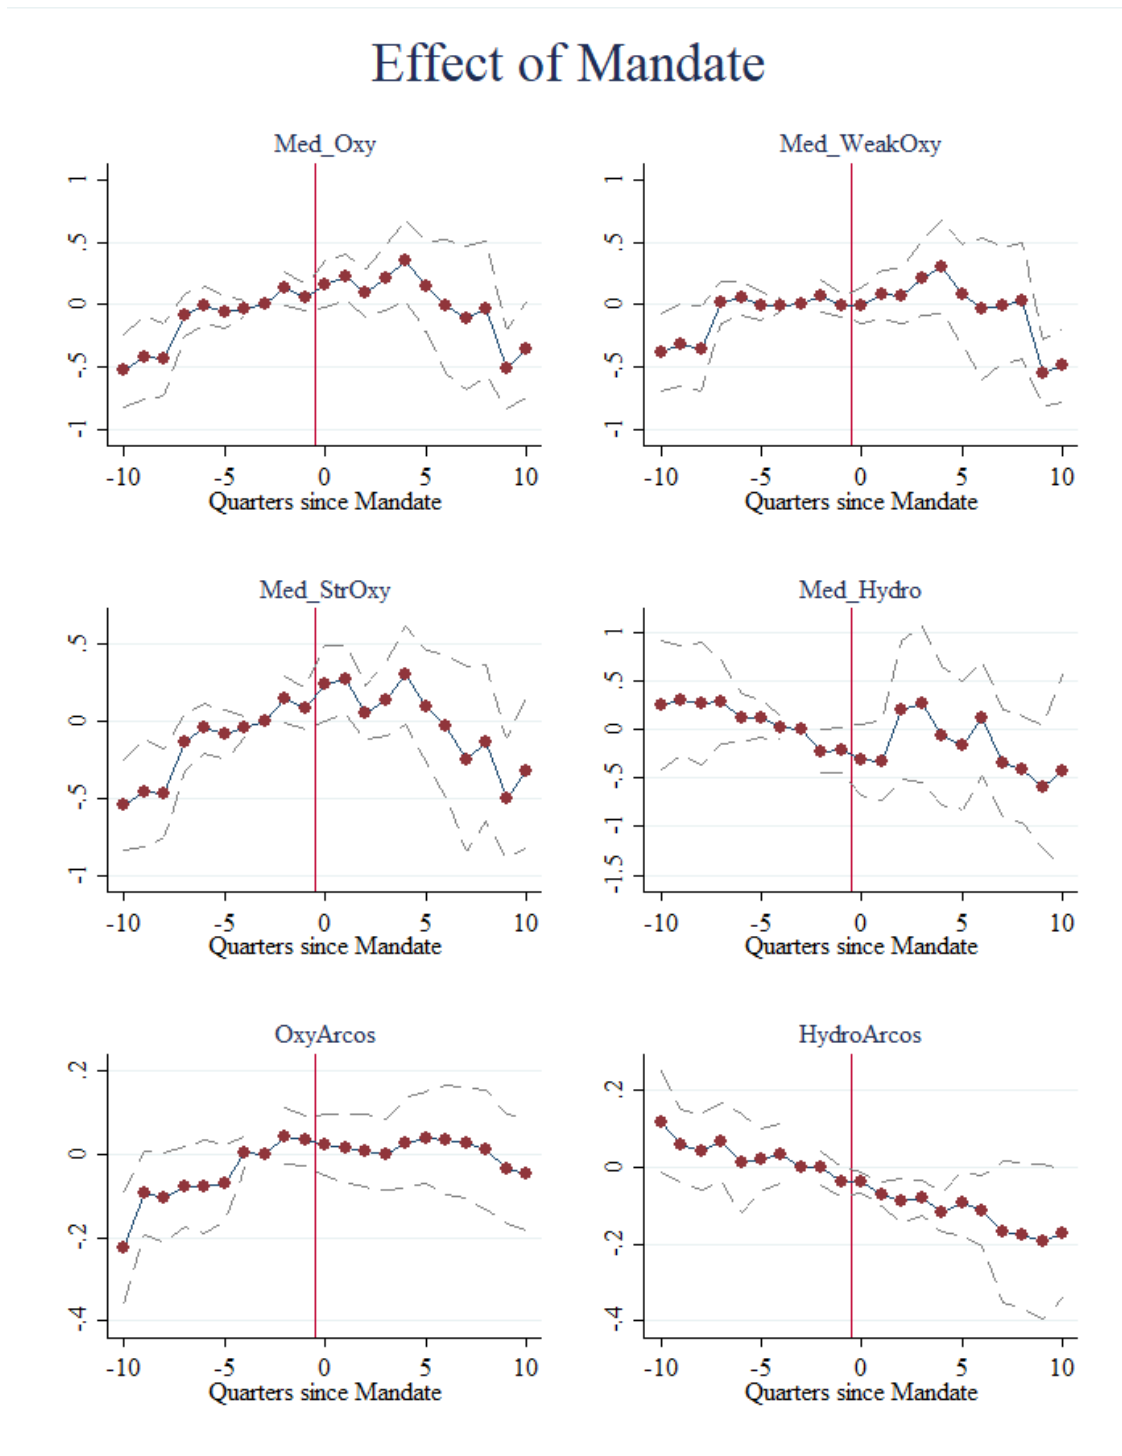 Effect of Mandate
Med_Oxy
1
.5
0
-.5
-1
-10 -5 0 5 10
Quarters since Mandate
Med_WeakOxy
1
.5
0
-.5
-1
-10 -5 0 5 10
Quarters since Mandate
Med_StrOxy
.5
0
-.5
-1
-10 -5 0 5 10
Quarters since Mandate
Med_Hydro
1
.5
0
-.5
-1
-1.5
-10 -5 0 5 10
Quarters since Mandate
OxyArcos
.2
0
-.2
-.4
-10 -5 0 5 10
Quarters since Mandate
HydroArcos
.2
0
-.2
-.4
-10 -5 0 5 10
Quarters since Mandate